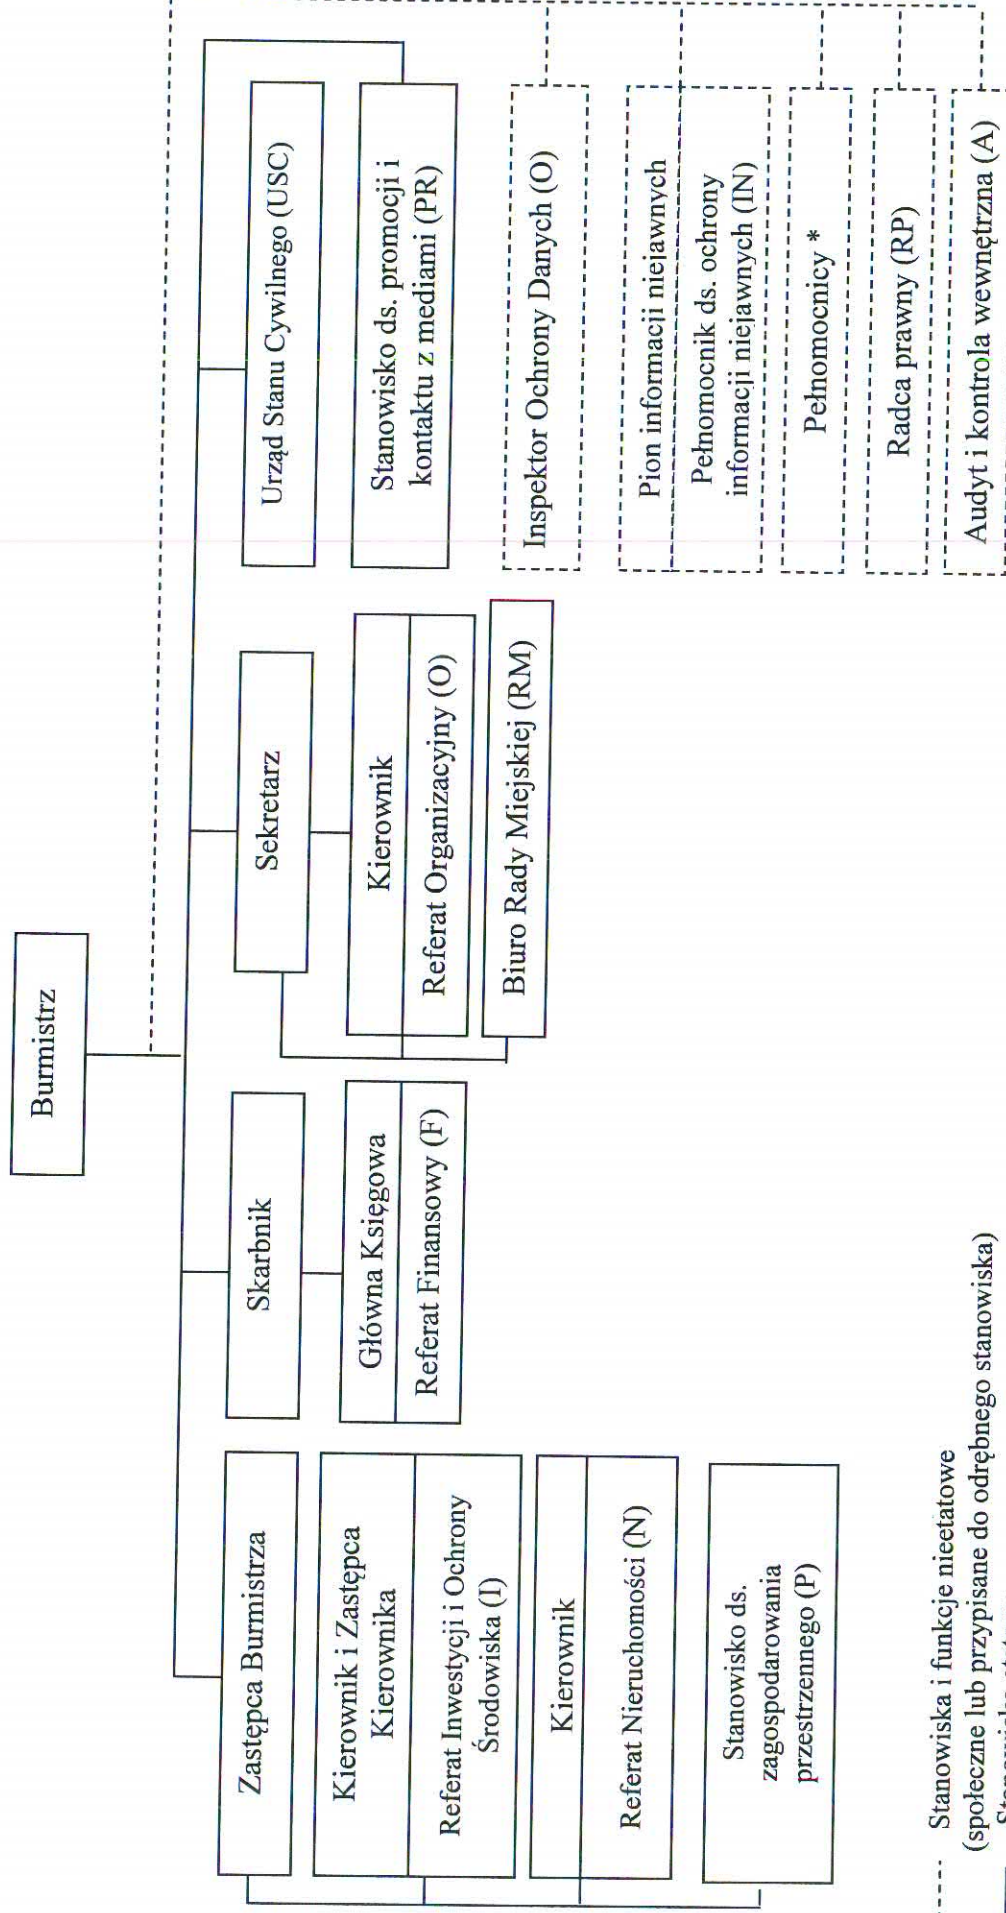 Burmistrz
Zastępca Burmistrza
Kierownik i Zastępca
Kierownika
Referat Inwestycji i Ochrony
Środowiska (I)
Kierownik
Referat Nieruchomości (N)
Stanowisko ds.
zagospodarowania
przestrzennego (P)
Skarbnik
Główna Księgowa
Referat Finansowy (F)
Sekretarz
Kierownik
Referat Organizacyjny (O)
Biuro Rady Miejskiej (RM)
Urząd Stanu Cywilnego (USC)
Stanowisko ds. promocji i
kontaktu z mediami (PR)
Inspektor Ochrony Danych (O)
Pion informacji niejawnych
Pełnomocnik ds. ochrony
informacji niejawnych (IN)
Pełnomocnicy *
Radca prawny (RP)
Audyt i kontrola wewnętrzna (A)
Stanowiska i funkcje nieetatowe
(społeczne lub przypisane do odrębnego stanowiska)